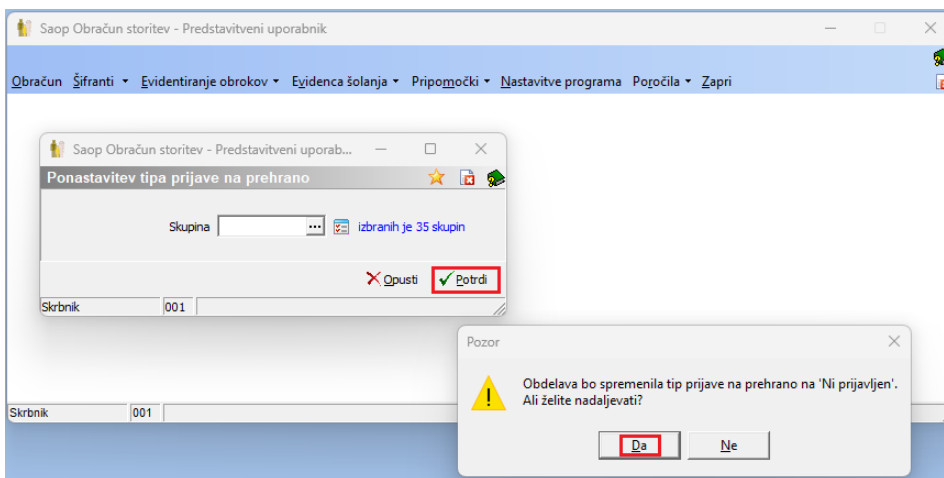 Saop Obračun storitev - Predstavitveni uporabnik
Obračun Šifranti Evidentiranje obrokov Evidenca šolanja Pripomočki Nastavitve programa Poročila Zapri
Saop Obračun storitev - Predstavitveni uporab...
Ponastavitev tipa prijave na prehrano
Skupina ... izbranih je 35 skupin
Opusti Potrdi
Skrbnik 001
Pozor
Obdelava bo spremenila tip prijave na prehrano na 'Ni prijavljen'.
Ali želite nadaljevati?
Da Ne
Skrbnik 001